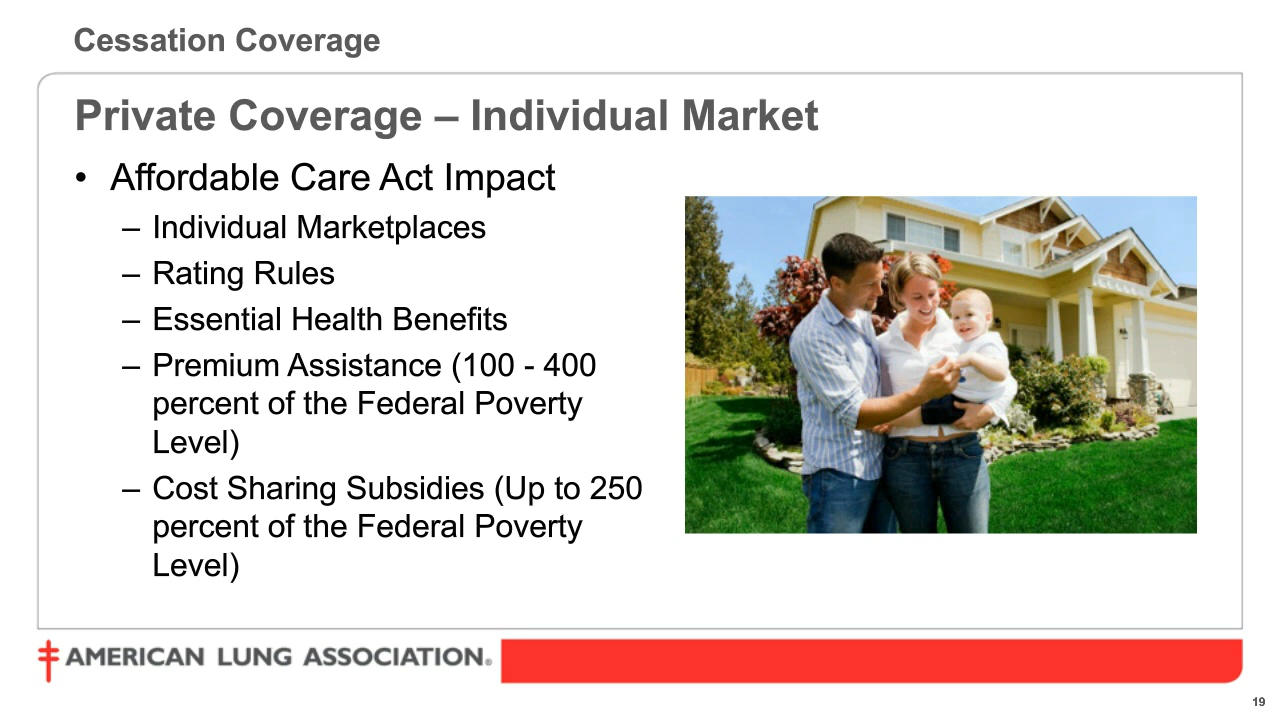 Cessation Coverage
Private Coverage – Individual Market
• Affordable Care Act Impact
– Individual Marketplaces
– Rating Rules
– Essential Health Benefits
– Premium Assistance (100 - 400
percent of the Federal Poverty
Level)
– Cost Sharing Subsidies (Up to 250
percent of the Federal Poverty
Level)
AMERICAN LUNG ASSOCIATION®
19